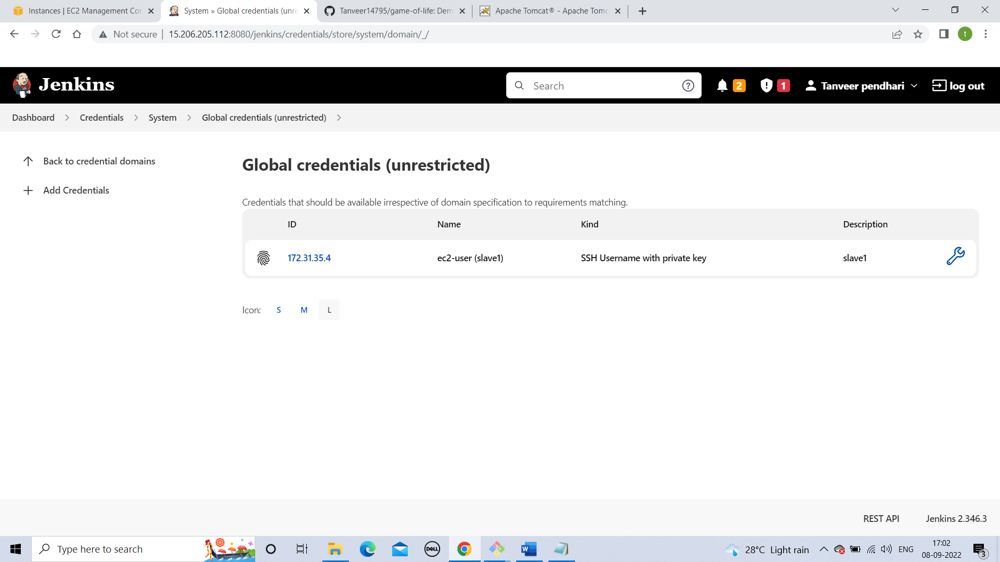 Instances | EC2 Management Con
System » Global credentials (unre
Tanveer14795/game-of-life: Dem
Apache Tomcat® - Apache Tomc
Not secure
15.206.205.112:8080/jenkins/credentials/store/system/domain/_/
t
Jenkins
Search
2
1
Tanveer pendhari
log out
Dashboard
Credentials
System
Global credentials (unrestricted)
Back to credential domains
Add Credentials
Global credentials (unrestricted)
Credentials that should be available irrespective of domain specification to requirements matching.
ID Name Kind Description
172.31.35.4 ec2-user (slave1) SSH Username with private key slave1
Icon: S M L
REST API
Jenkins 2.346.3
Type here to search
DELL
W
28°C Light rain
ENG
17:02
08-09-2022
3